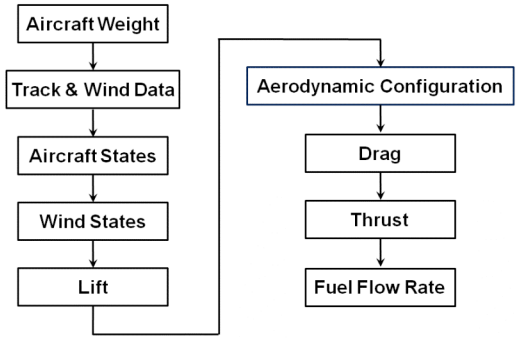 Aircraft Weight
Track & Wind Data
Aircraft States
Wind States
Lift
Aerodynamic Configuration
Drag
Thrust
Fuel Flow Rate